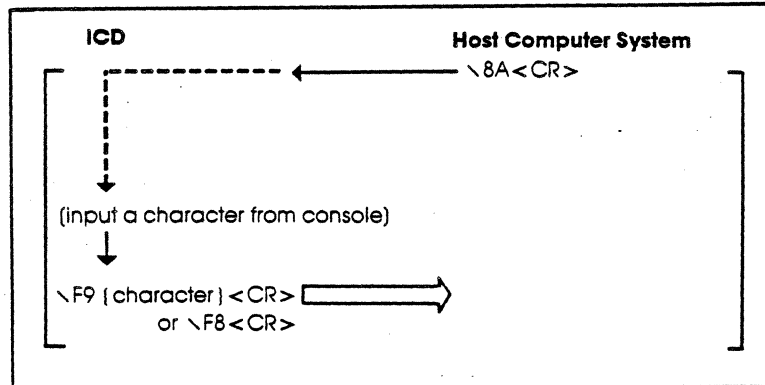 ICD Host Computer System
\8A<CR>
(input a character from console)
\F9 {character}<CR>
or \F8<CR>